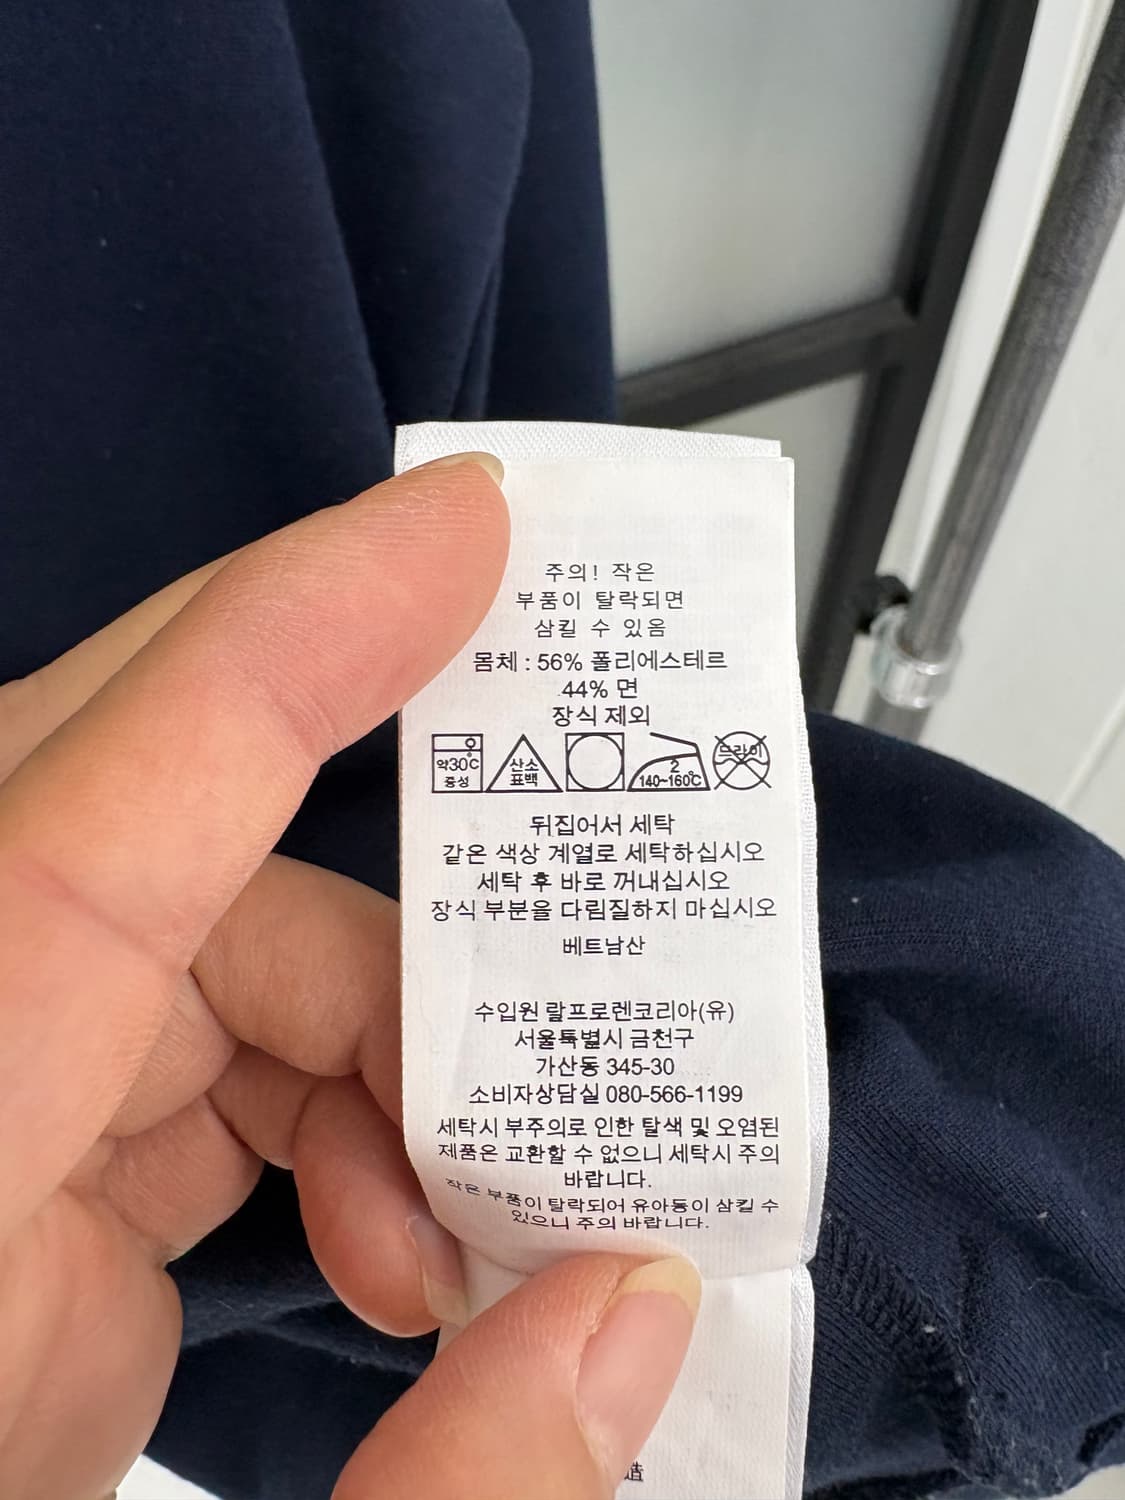 주의! 작은
부품이 탈락되면
삼킬 수 있음
몸체 : 56% 폴리에스테르
44% 면
장식 제외
약30℃
중성
산소
표백
2
140~160℃
드라이
뒤집어서 세탁
같은 색상 계열로 세탁하십시오
세탁 후 바로 꺼내십시오
장식 부분을 다림질하지 마십시오
베트남산
수입원 랄프로렌코리아(유)
서울특별시 금천구
가산동 345-30
소비자상담실 080-566-1199
세탁시 부주의로 인한 탈색 및 오염된
제품은 교환할 수 없으니 세탁시 주의
바랍니다.
작은 부품이 탈락되어 유아동이 삼킬 수
있으니 주의 바랍니다.
造